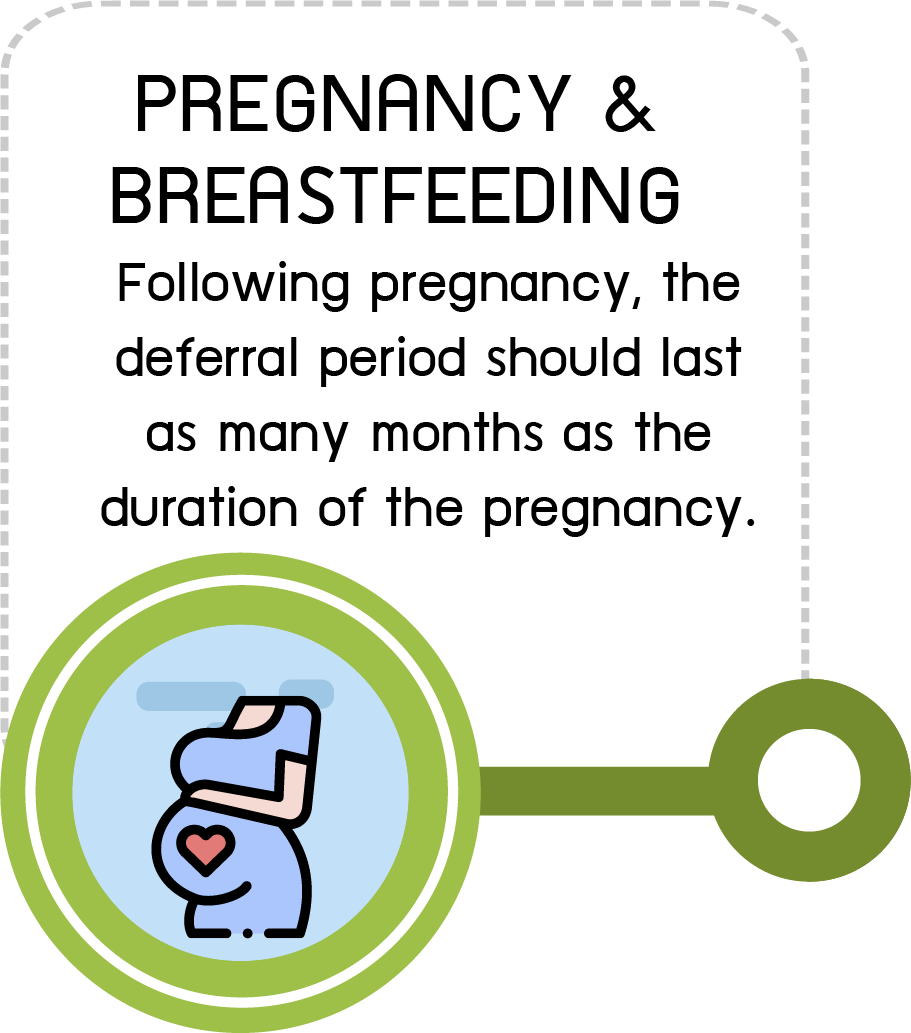 PREGNANCY &
BREASTFEEDING
Following pregnancy, the
deferral period should last
as many months as the
duration of the pregnancy.